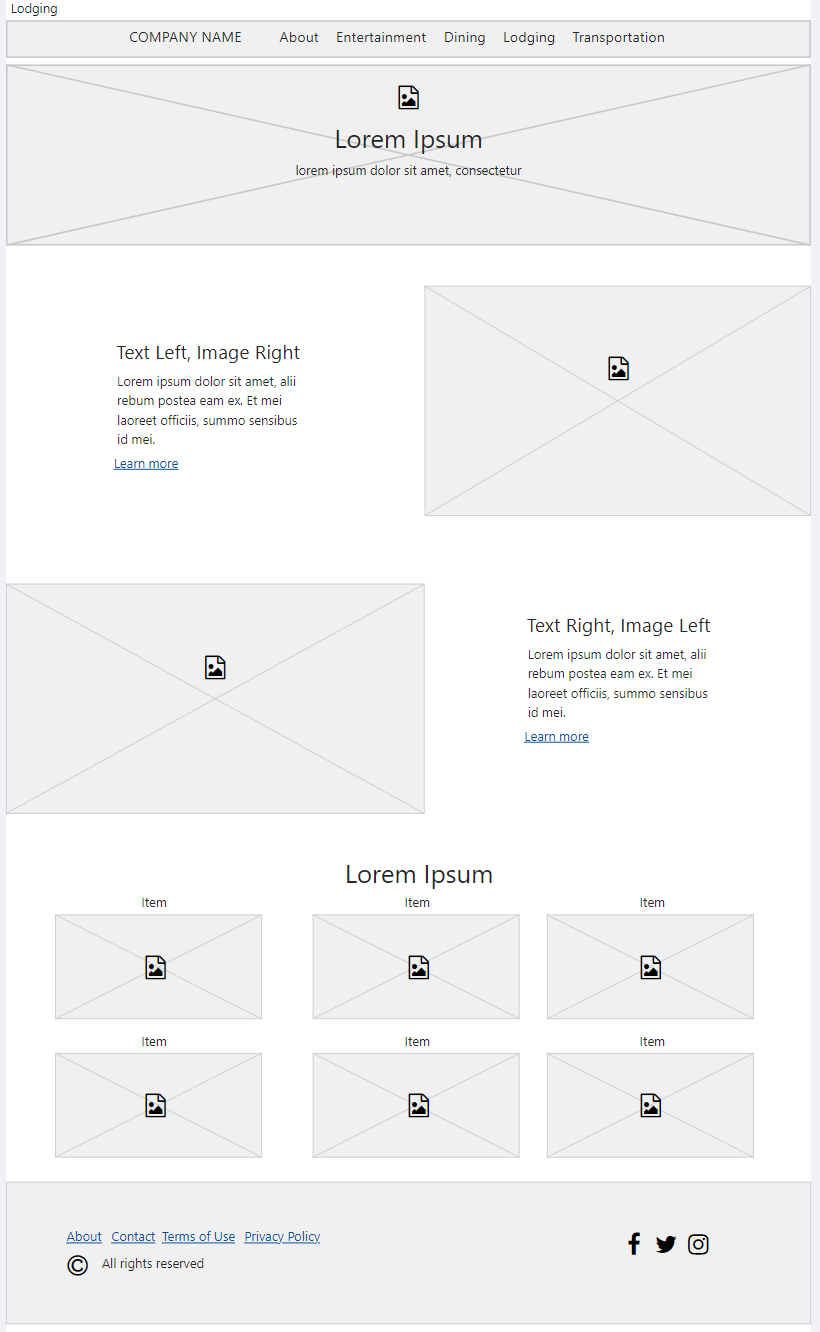 Lodging
COMPANY NAME About Entertainment Dining Lodging Transportation
Lorem Ipsum
lorem ipsum dolor sit amet, consectetur
Text Left, Image Right
Lorem ipsum dolor sit amet, alii
rebum postea eam ex. Et mei
laoreet officiis, summo sensibus
id mei.
Learn more
Text Right, Image Left
Lorem ipsum dolor sit amet, alii
rebum postea eam ex. Et mei
laoreet officiis, summo sensibus
id mei.
Learn more
Lorem Ipsum
Item Item Item
Item Item Item
About Contact Terms of Use Privacy Policy
© All rights reserved